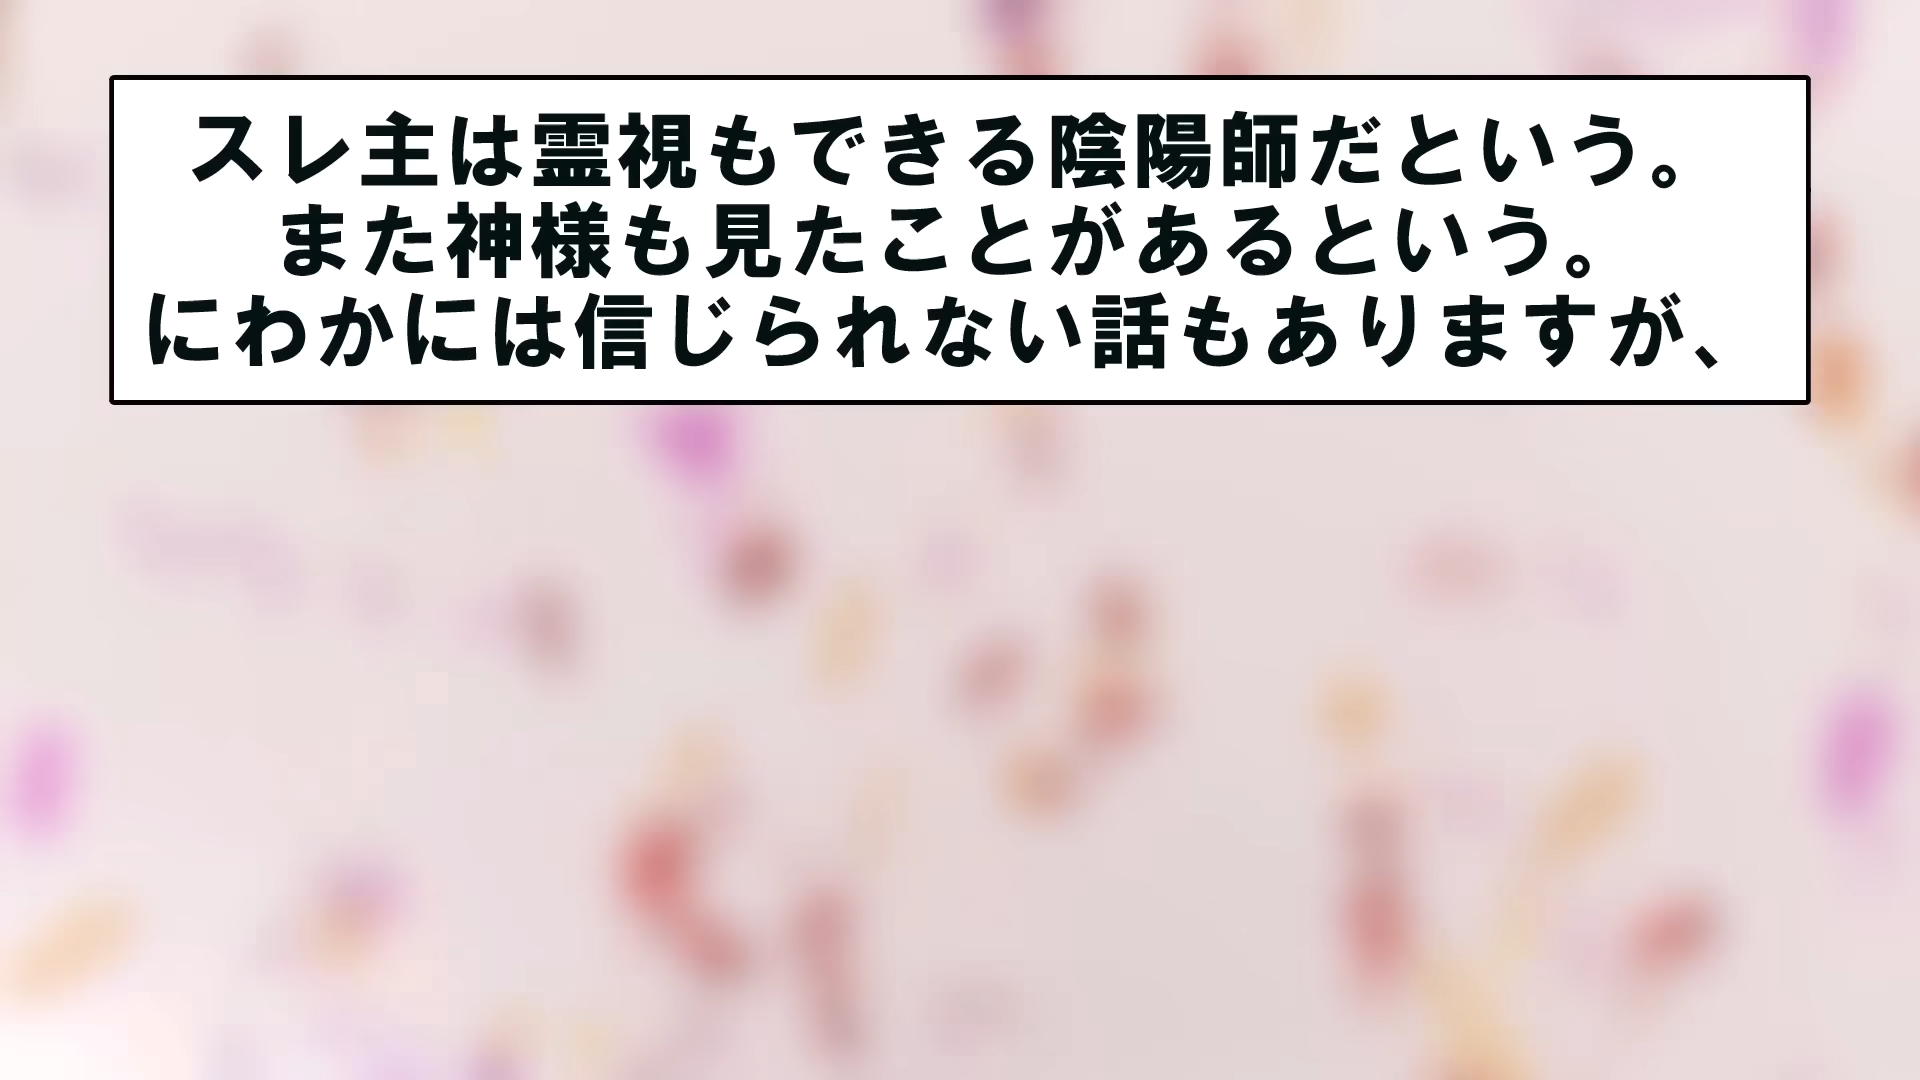 スレ主は霊視もできる陰陽師だという。
また神様も見たことがあるという。
にわかには信じられない話もありますが、